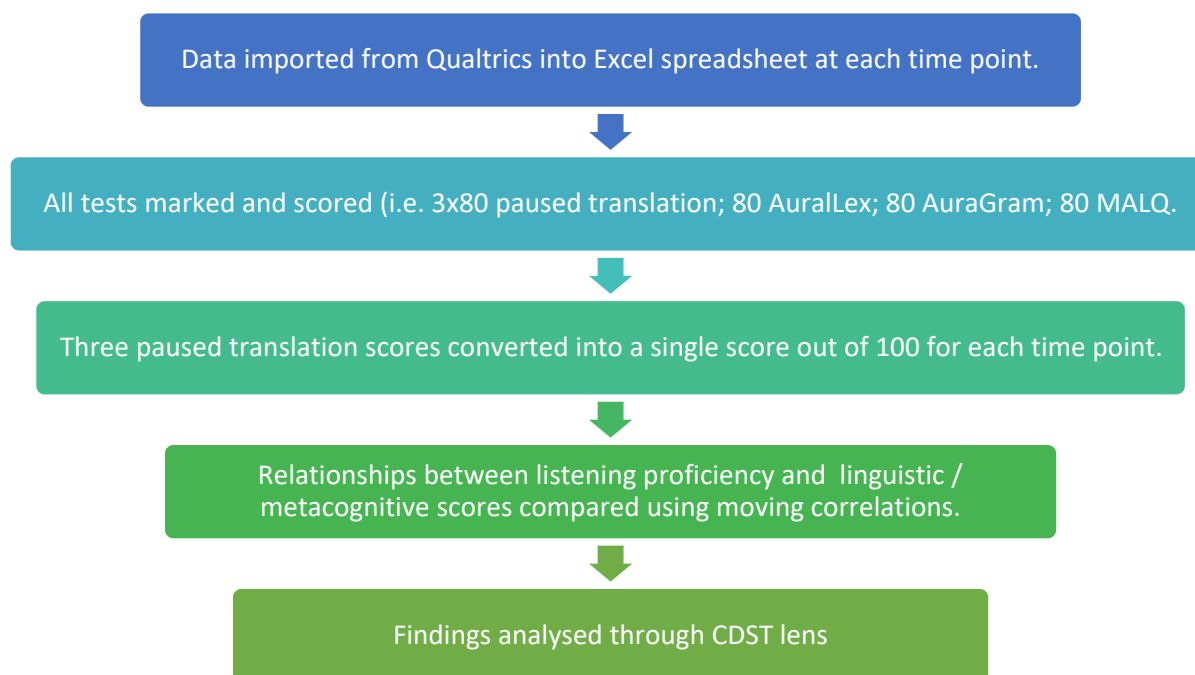 Data imported from Qualtrics into Excel spreadsheet at each time point.
All tests marked and scored (i.e. 3x80 paused translation; 80 AuralLex; 80 AuraGram; 80 MALQ.
Three paused translation scores converted into a single score out of 100 for each time point.
Relationships between listening proficiency and  linguistic /
metacognitive scores compared using moving correlations.
Findings analysed through CDST lens